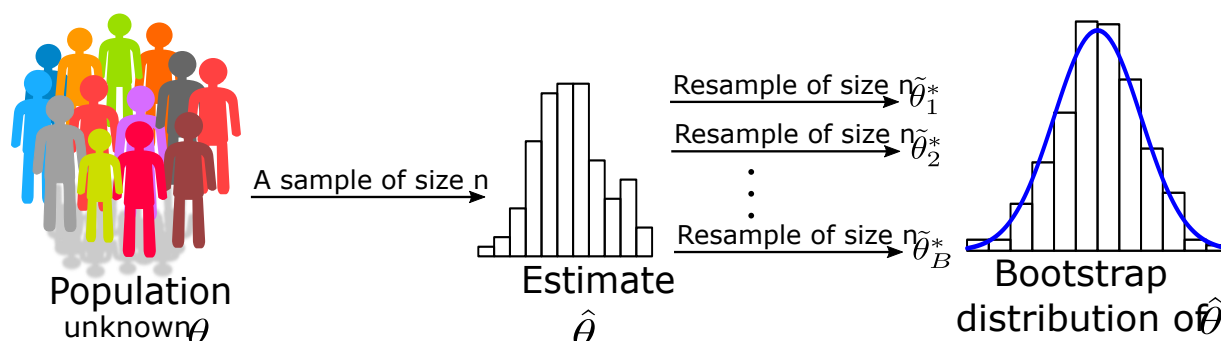 A sample of size n
Resample of size n
θ̃₁*
Resample of size n
θ̃₂*
Resample of size n
θ̃_B*
Population
unknown θ
Estimate
θ̂
Bootstrap
distribution of θ̂